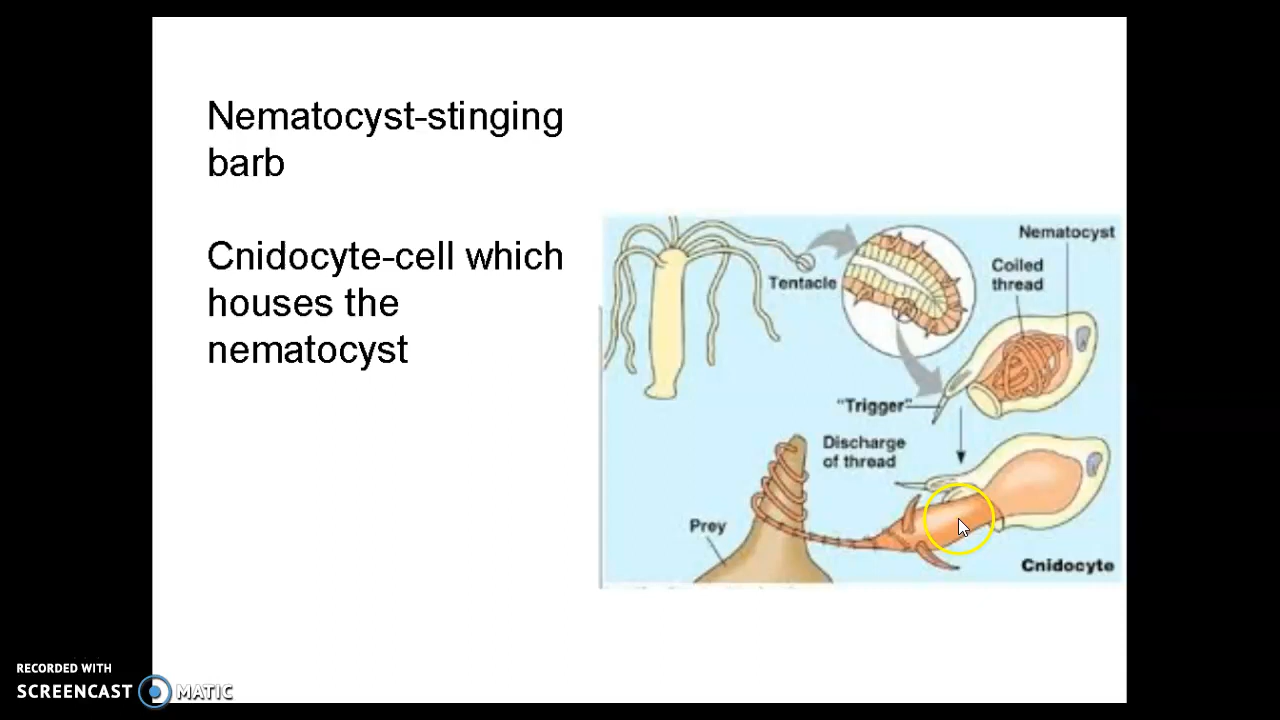 Nematocyst-stinging
barb
Cnidocyte-cell which
houses the
nematocyst
Nematocyst
Coiled
thread
Tentacle
"Trigger"
Discharge
of thread
Prey
Cnidocyte
RECORDED WITH
SCREENCAST MATIC